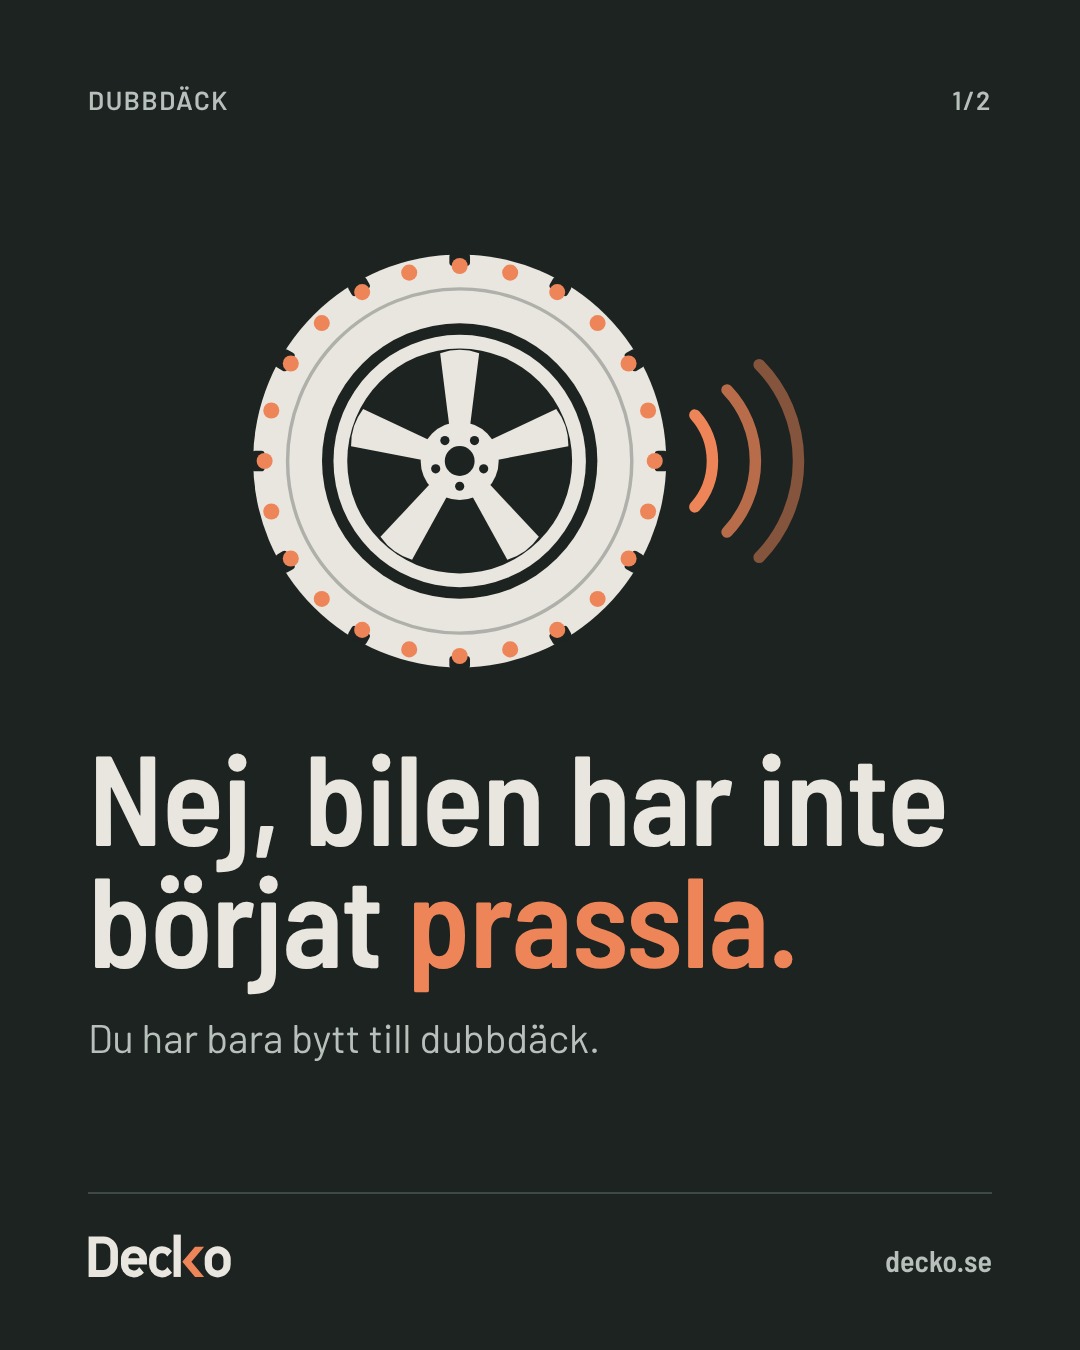 DUBBDÄCK
1/2
Nej, bilen har inte
börjat prassla.
Du har bara bytt till dubbdäck.
Decko
decko.se